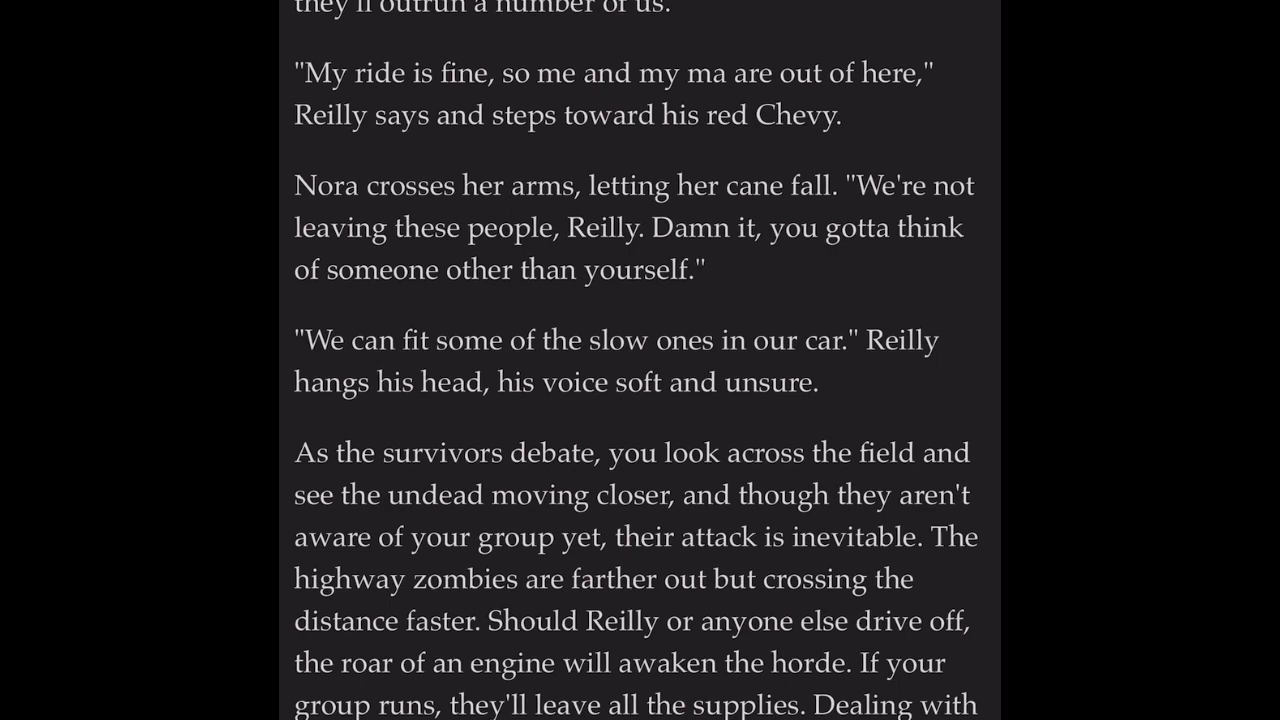 they'll outrun a number of us.
"My ride is fine, so me and my ma are out of here,"
Reilly says and steps toward his red Chevy.
Nora crosses her arms, letting her cane fall. "We're not
leaving these people, Reilly. Damn it, you gotta think
of someone other than yourself."
"We can fit some of the slow ones in our car." Reilly
hangs his head, his voice soft and unsure.
As the survivors debate, you look across the field and
see the undead moving closer, and though they aren't
aware of your group yet, their attack is inevitable. The
highway zombies are farther out but crossing the
distance faster. Should Reilly or anyone else drive off,
the roar of an engine will awaken the horde. If your
group runs, they'll leave all the supplies. Dealing with